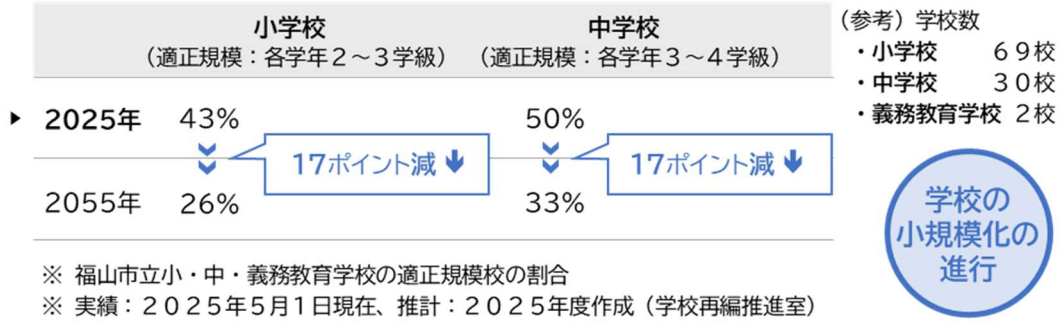 小学校
(適正規模：各学年２～３学級)
中学校
(適正規模：各学年３～４学級)
(参考) 学校数
・小学校 ６９校
・中学校 ３０校
・義務教育学校 ２校
▶ 2025年 43% 50%
17ポイント減 17ポイント減
2055年 26% 33%
学校の
小規模化の
進行
※ 福山市立小・中・義務教育学校の適正規模校の割合
※ 実績：２０２５年５月１日現在、推計：２０２５年度作成（学校再編推進室）